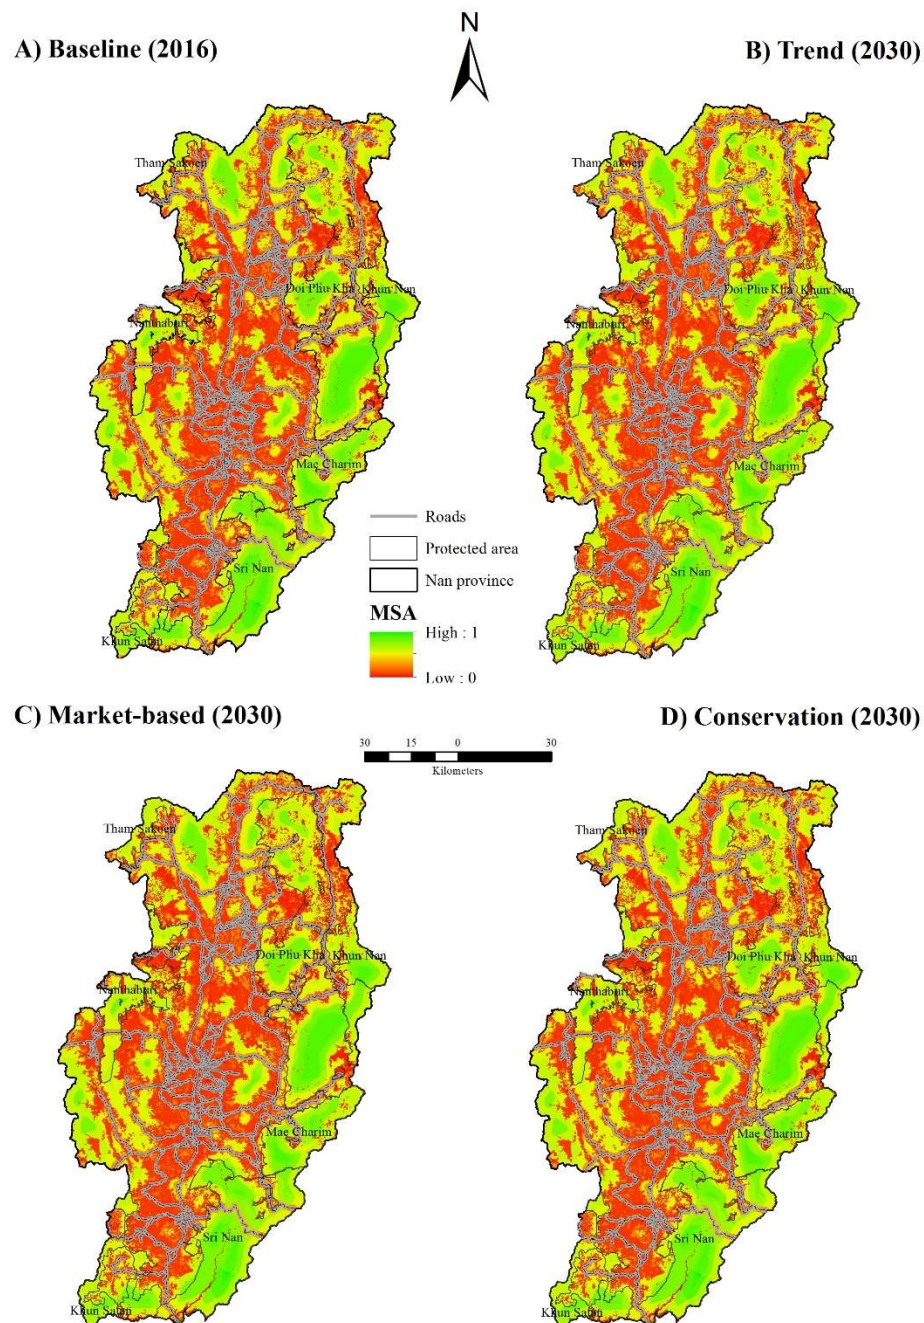 N
A) Baseline (2016)
B) Trend (2030)
Tham Sakoen
Doi Phu Kha
Khun Nan
Nanthaburi
Mae Charim
Sri Nan
Khun Satan
Tham Sakoen
Doi Phu Kha
Khun Nan
Nanthaburi
Mae Charim
Sri Nan
Khun Satan
Roads
Protected area
Nan province
MSA
High : 1
Low : 0
C) Market-based (2030)
D) Conservation (2030)
30 15 0 30
Kilometers
Tham Sakoen
Doi Phu Kha
Khun Nan
Nanthaburi
Mae Charim
Sri Nan
Khun Satan
Tham Sakoen
Doi Phu Kha
Khun Nan
Nanthaburi
Mae Charim
Sri Nan
Khun Satan